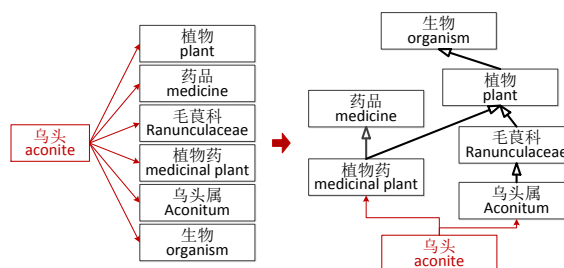 植物
plant
药品
medicine
毛茛科
Ranunculaceae
乌头
aconite
植物药
medicinal plant
乌头属
Aconitum
生物
organism
生物
organism
植物
plant
药品
medicine
毛茛科
Ranunculaceae
植物药
medicinal plant
乌头属
Aconitum
乌头
aconite